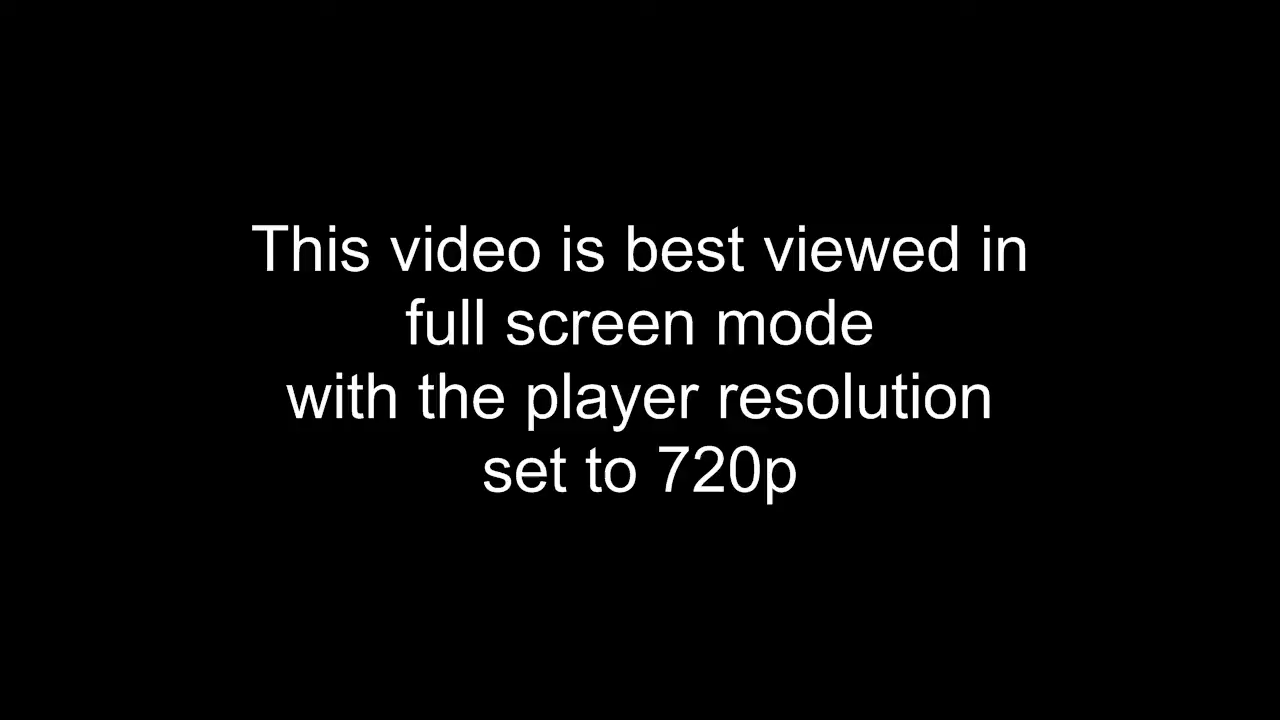 This video is best viewed in
full screen mode
with the player resolution
set to 720p